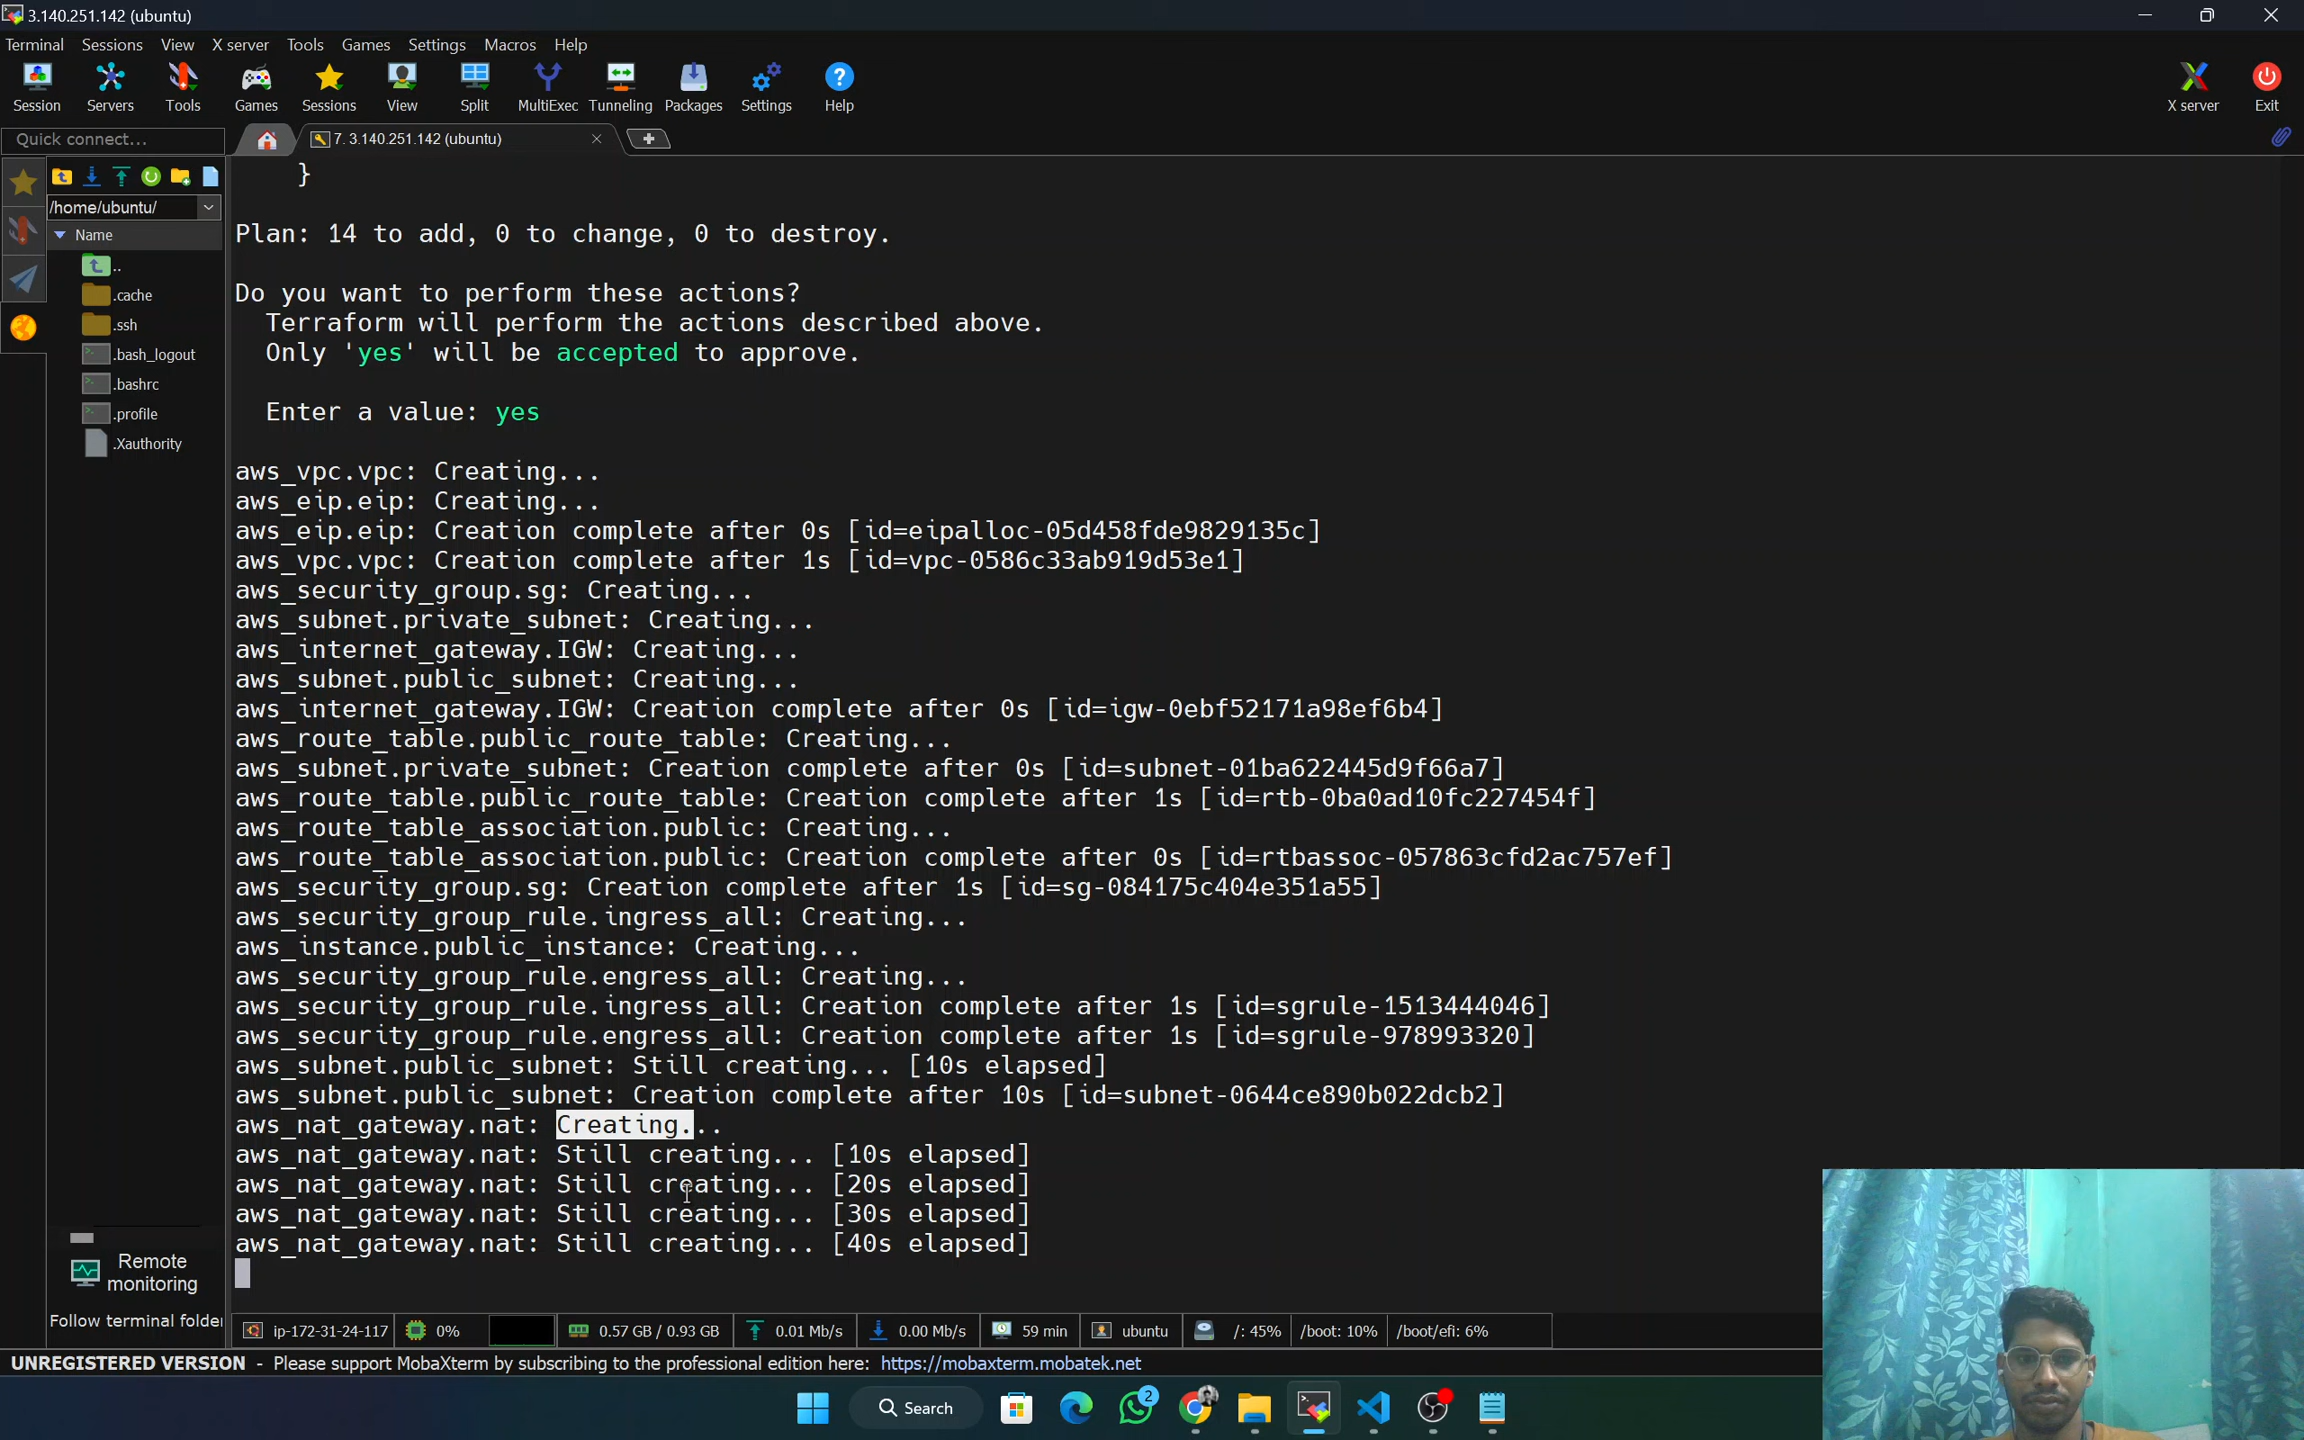 3.140.251.142 (ubuntu)
Terminal Sessions View X server Tools Games Settings Macros Help
Session Servers Tools Games Sessions View Split MultiExec Tunneling Packages Settings Help X server Exit
Quick connect...
7. 3.140.251.142 (ubuntu)
/home/ubuntu/
Name
..
.cache
.ssh
.bash_logout
.bashrc
.profile
.Xauthority
Remote
monitoring
Follow terminal folder
}
Plan: 14 to add, 0 to change, 0 to destroy.
Do you want to perform these actions?
Terraform will perform the actions described above.
Only 'yes' will be accepted to approve.
Enter a value: yes
aws_vpc.vpc: Creating...
aws_eip.eip: Creating...
aws_eip.eip: Creation complete after 0s [id=eipalloc-05d458fde9829135c]
aws_vpc.vpc: Creation complete after 1s [id=vpc-0586c33ab919d53e1]
aws_security_group.sg: Creating...
aws_subnet.private_subnet: Creating...
aws_internet_gateway.IGW: Creating...
aws_subnet.public_subnet: Creating...
aws_internet_gateway.IGW: Creation complete after 0s [id=igw-0ebf52171a98ef6b4]
aws_route_table.public_route_table: Creating...
aws_subnet.private_subnet: Creation complete after 0s [id=subnet-01ba622445d9f66a7]
aws_route_table.public_route_table: Creation complete after 1s [id=rtb-0ba0ad10fc227454f]
aws_route_table_association.public: Creating...
aws_route_table_association.public: Creation complete after 0s [id=rtbassoc-057863cfd2ac757ef]
aws_security_group.sg: Creation complete after 1s [id=sg-084175c404e351a55]
aws_security_group_rule.ingress_all: Creating...
aws_instance.public_instance: Creating...
aws_security_group_rule.engress_all: Creating...
aws_security_group_rule.ingress_all: Creation complete after 1s [id=sgrule-1513444046]
aws_security_group_rule.engress_all: Creation complete after 1s [id=sgrule-978993320]
aws_subnet.public_subnet: Still creating... [10s elapsed]
aws_subnet.public_subnet: Creation complete after 10s [id=subnet-0644ce890b022dcb2]
aws_nat_gateway.nat: Creating...
aws_nat_gateway.nat: Still creating... [10s elapsed]
aws_nat_gateway.nat: Still creating... [20s elapsed]
aws_nat_gateway.nat: Still creating... [30s elapsed]
aws_nat_gateway.nat: Still creating... [40s elapsed]
ip-172-31-24-117 0% 0.57 GB / 0.93 GB 0.01 Mb/s 0.00 Mb/s 59 min ubuntu /: 45% /boot: 10% /boot/efi: 6%
UNREGISTERED VERSION - Please support MobaXterm by subscribing to the professional edition here: https://mobaxterm.mobatek.net
Search
2